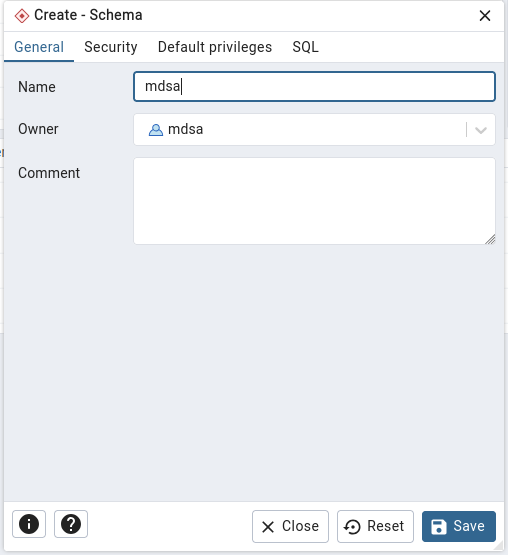 Create - Schema
General Security Default privileges SQL
Name mdsa
Owner mdsa
Comment
Close Reset Save